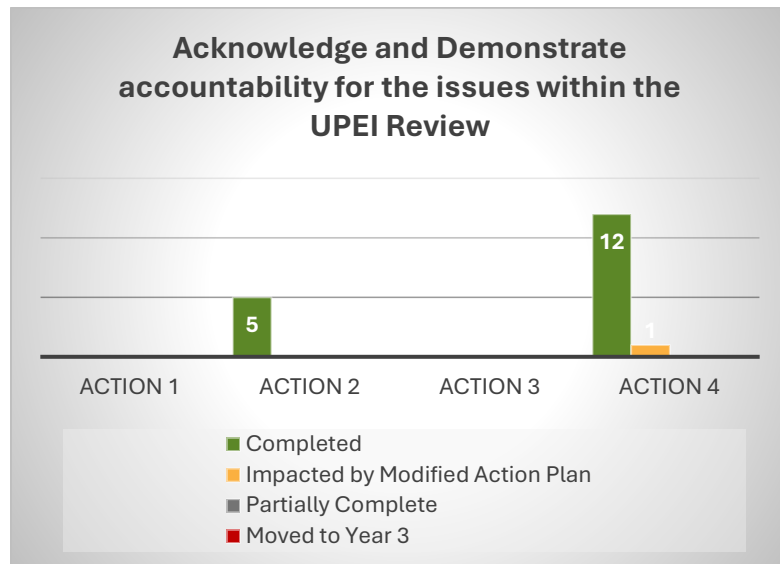 Acknowledge and Demonstrate
accountability for the issues within the
UPEI Review
12
1
5
ACTION 1 ACTION 2 ACTION 3 ACTION 4
Completed
Impacted by Modified Action Plan
Partially Complete
Moved to Year 3